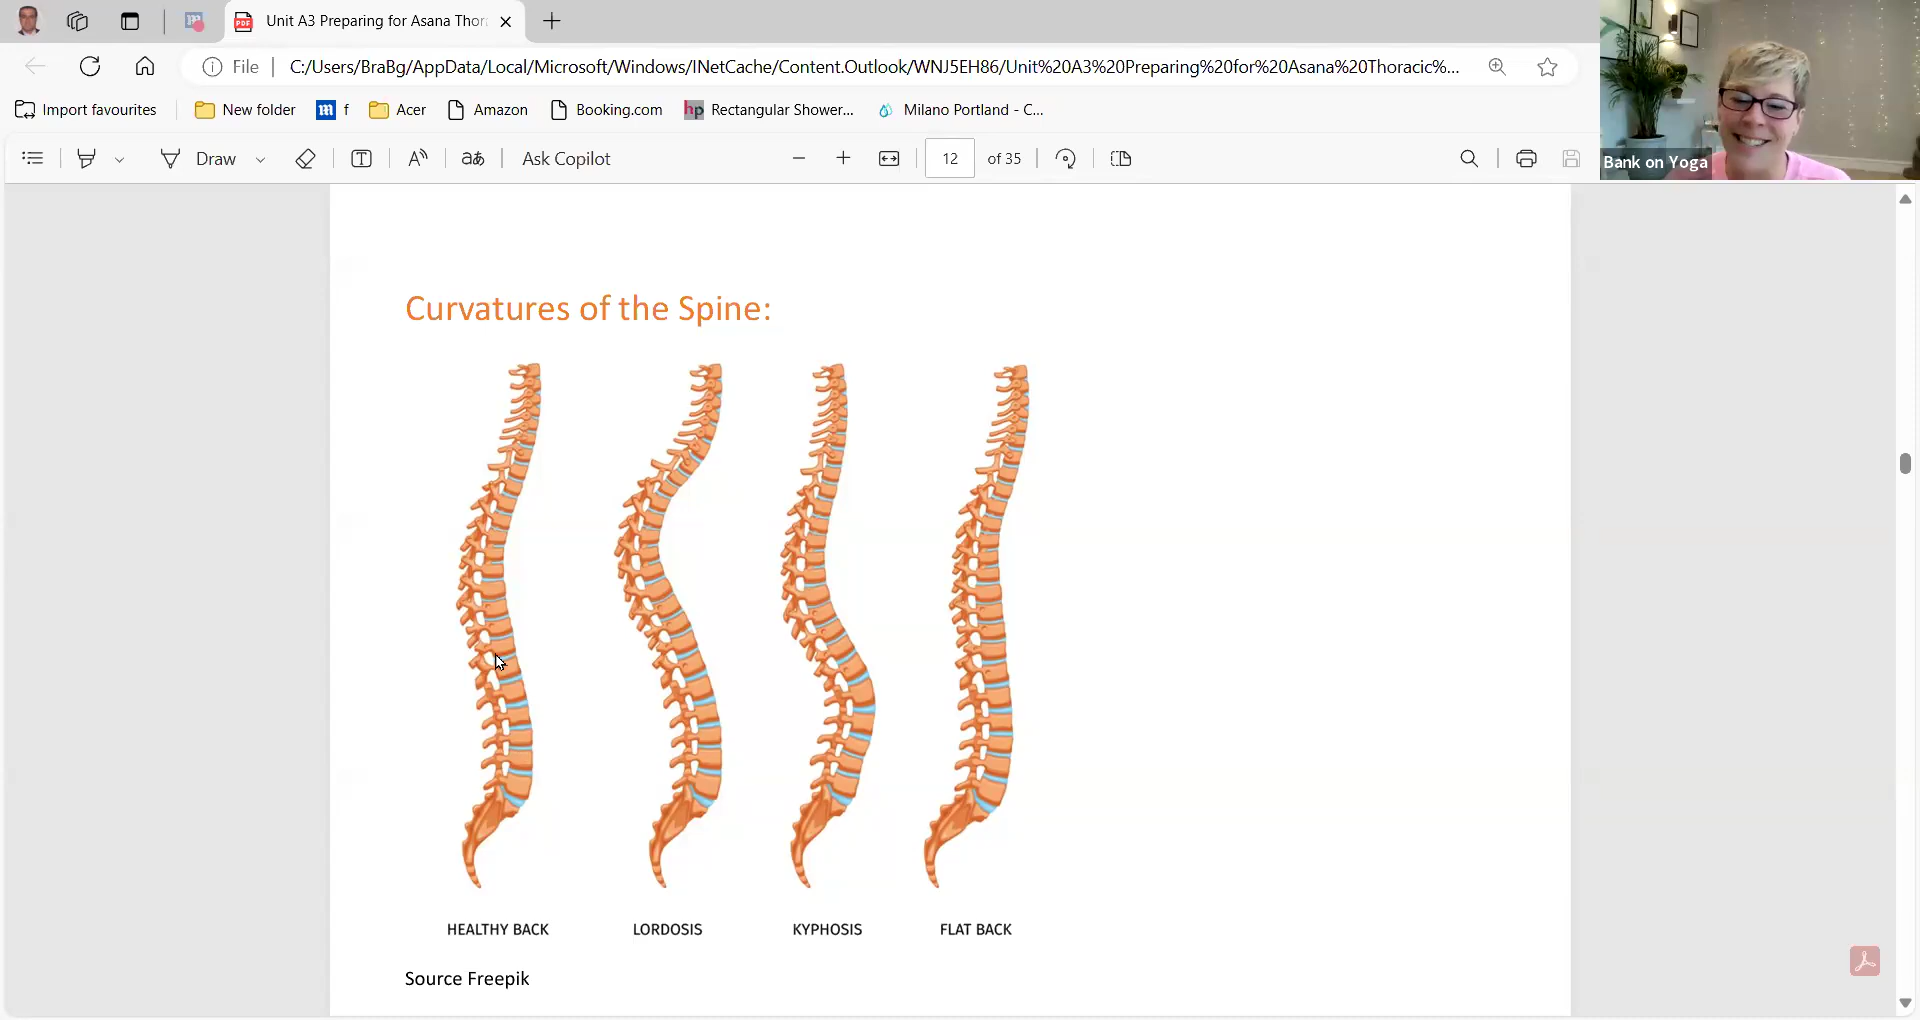 Unit A3 Preparing for Asana Thor
File
C:/Users/BraBg/AppData/Local/Microsoft/Windows/INetCache/Content.Outlook/WNJ5EH86/Unit%20A3%20Preparing%20for%20Asana%20Thoracic%...
Import favourites
New folder
m f
Acer
Amazon
Booking.com
hp Rectangular Shower...
Milano Portland - C...
Draw
Ask Copilot
12 of 35
Bank on Yoga
Curvatures of the Spine:
HEALTHY BACK
LORDOSIS
KYPHOSIS
FLAT BACK
Source Freepik